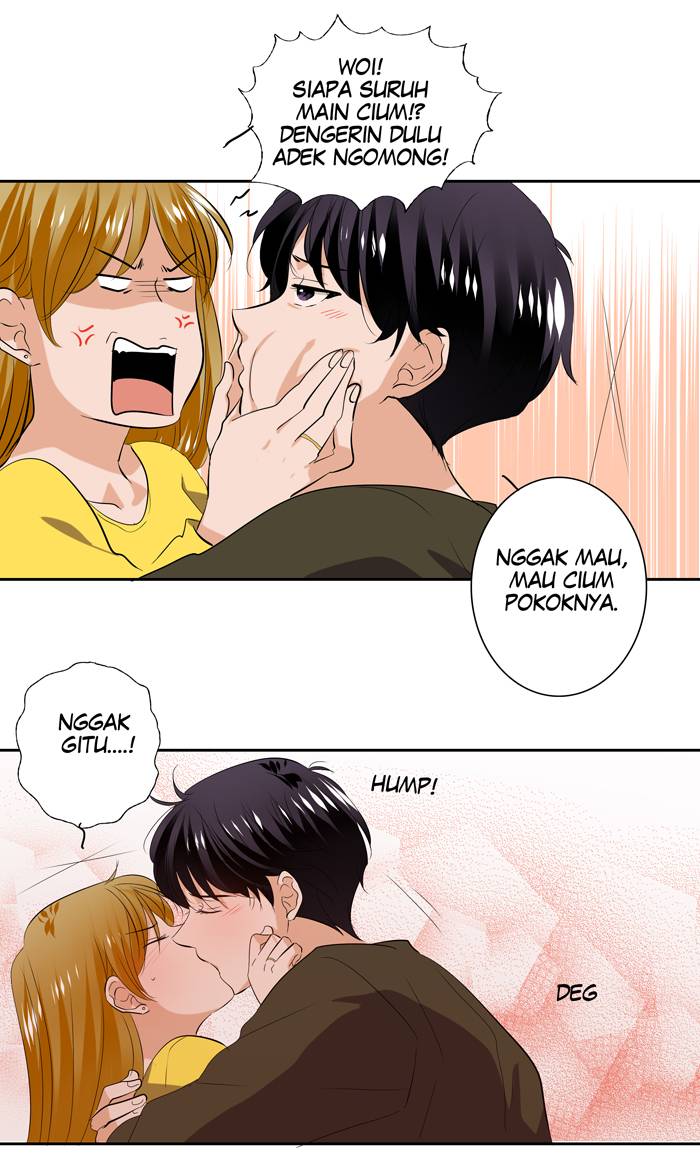 WOI!
SIAPA SURUH
MAIN CIUM!?
DENGERIN DULU
ADEK NGOMONG!
NGGAK MAU,
MAU CIUM
POKOKNYA.
NGGAK
GITU....!
HUMP!
DEG